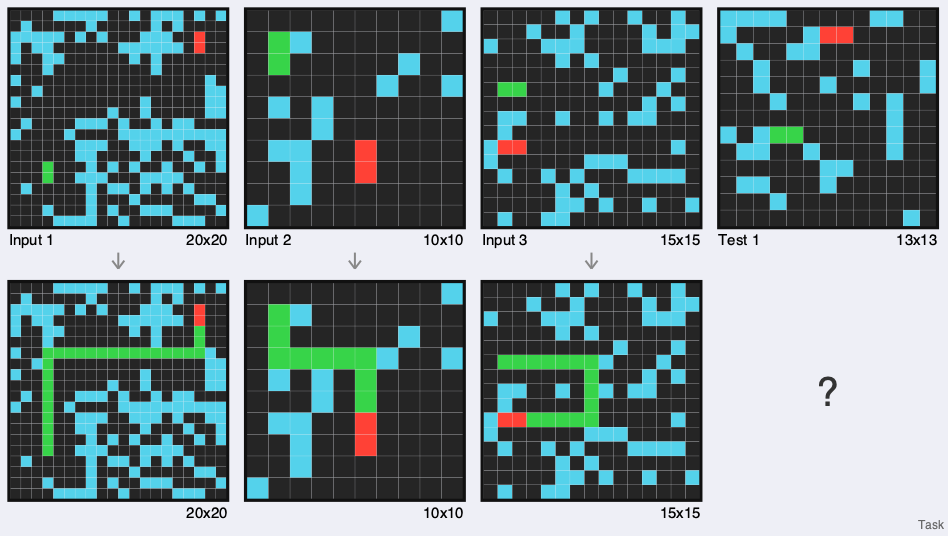 Input 1 20x20
Input 2 10x10
Input 3 15x15
Test 1 13x13
?
20x20
10x10
15x15
Task